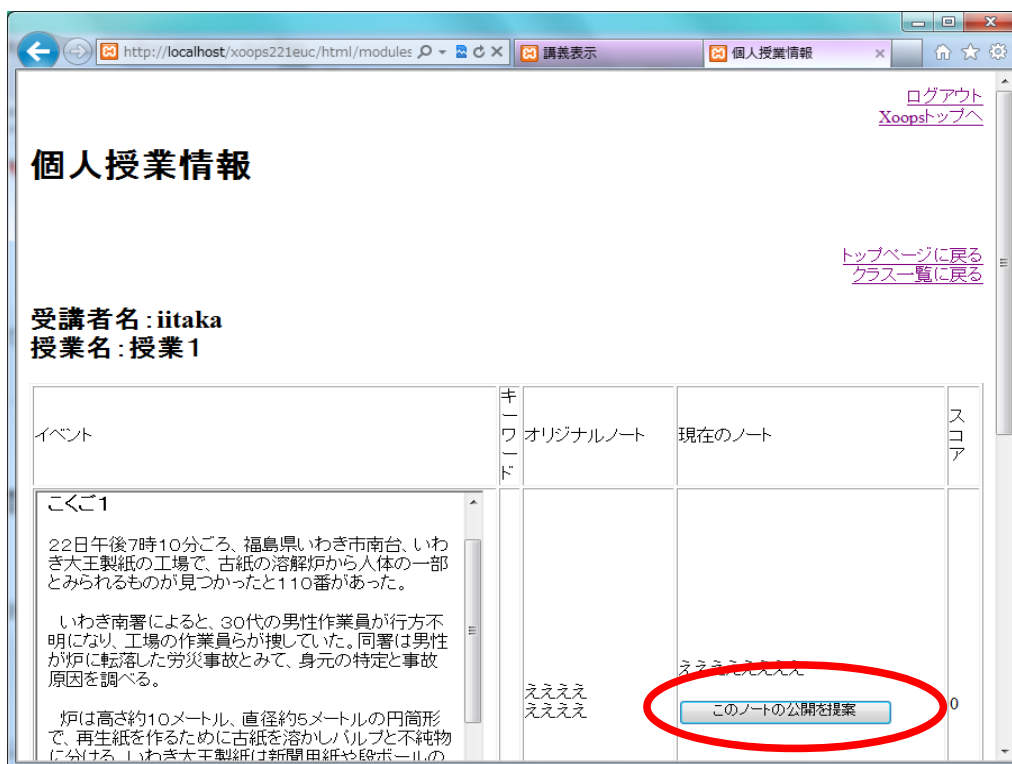 http://localhost/xoops221euc/html/modules
講義表示
個人授業情報
ログアウト
Xoopsトップへ
個人授業情報
トップページに戻る
クラス一覧に戻る
受講者名:iitaka
授業名:授業1
イベント
キーワード
オリジナルノート
現在のノート
スコア
こくご1
22日午後7時10分ごろ、福島県いわき市南台、いわ
き大王製紙の工場で、古紙の溶解炉から人体の一部
とみられるものが見つかったと110番があった。
いわき南署によると、30代の男性作業員が行方不
明になり、工場の作業員らが捜していた。同署は男性
が炉に転落した労災事故とみて、身元の特定と事故
原因を調べる。
炉は高さ約10メートル、直径約5メートルの円筒形
で、再生紙を作るために古紙を溶かしパルプと不純物
に分ける。いわき大王製紙は新聞用紙や段ボールの
ええええ
ええええ
ええええええええ
このノートの公開を提案
0